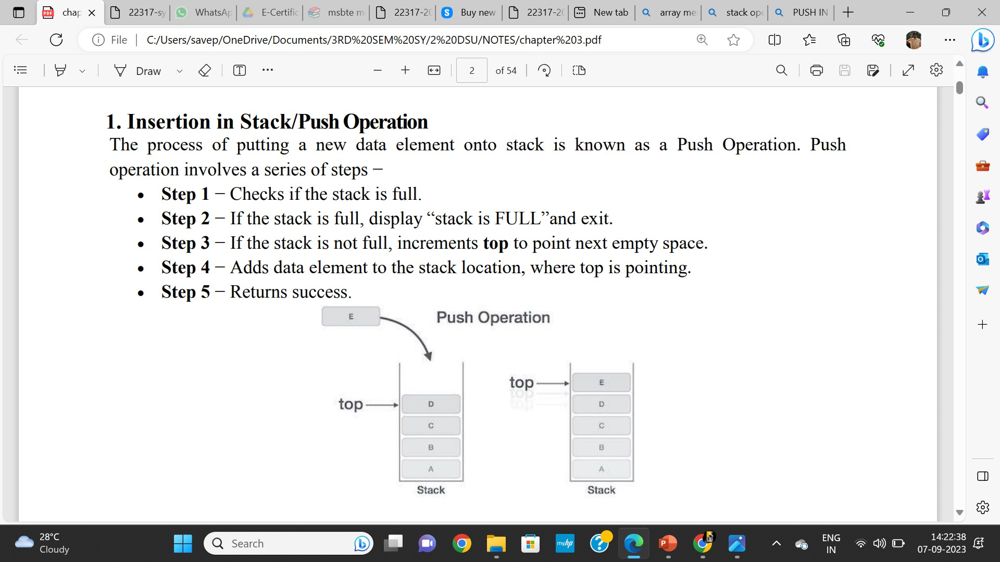 chap
22317-sy
WhatsAp
E-Certific
msbte m
22317-20
Buy new
22317-20
New tab
array me
stack ope
PUSH IN
File
C:/Users/savep/OneDrive/Documents/3RD%20SEM%20SY/2%20DSU/NOTES/chapter%203.pdf
Draw
2 of 54
1. Insertion in Stack/Push Operation
The process of putting a new data element onto stack is known as a Push Operation. Push
operation involves a series of steps −
• Step 1 − Checks if the stack is full.
• Step 2 − If the stack is full, display “stack is FULL”and exit.
• Step 3 − If the stack is not full, increments top to point next empty space.
• Step 4 − Adds data element to the stack location, where top is pointing.
• Step 5 − Returns success.
E
Push Operation
top
D
C
B
A
Stack
top
E
D
C
B
A
Stack
28°C
Cloudy
Search
myhp
ENG
IN
14:22:38
07-09-2023